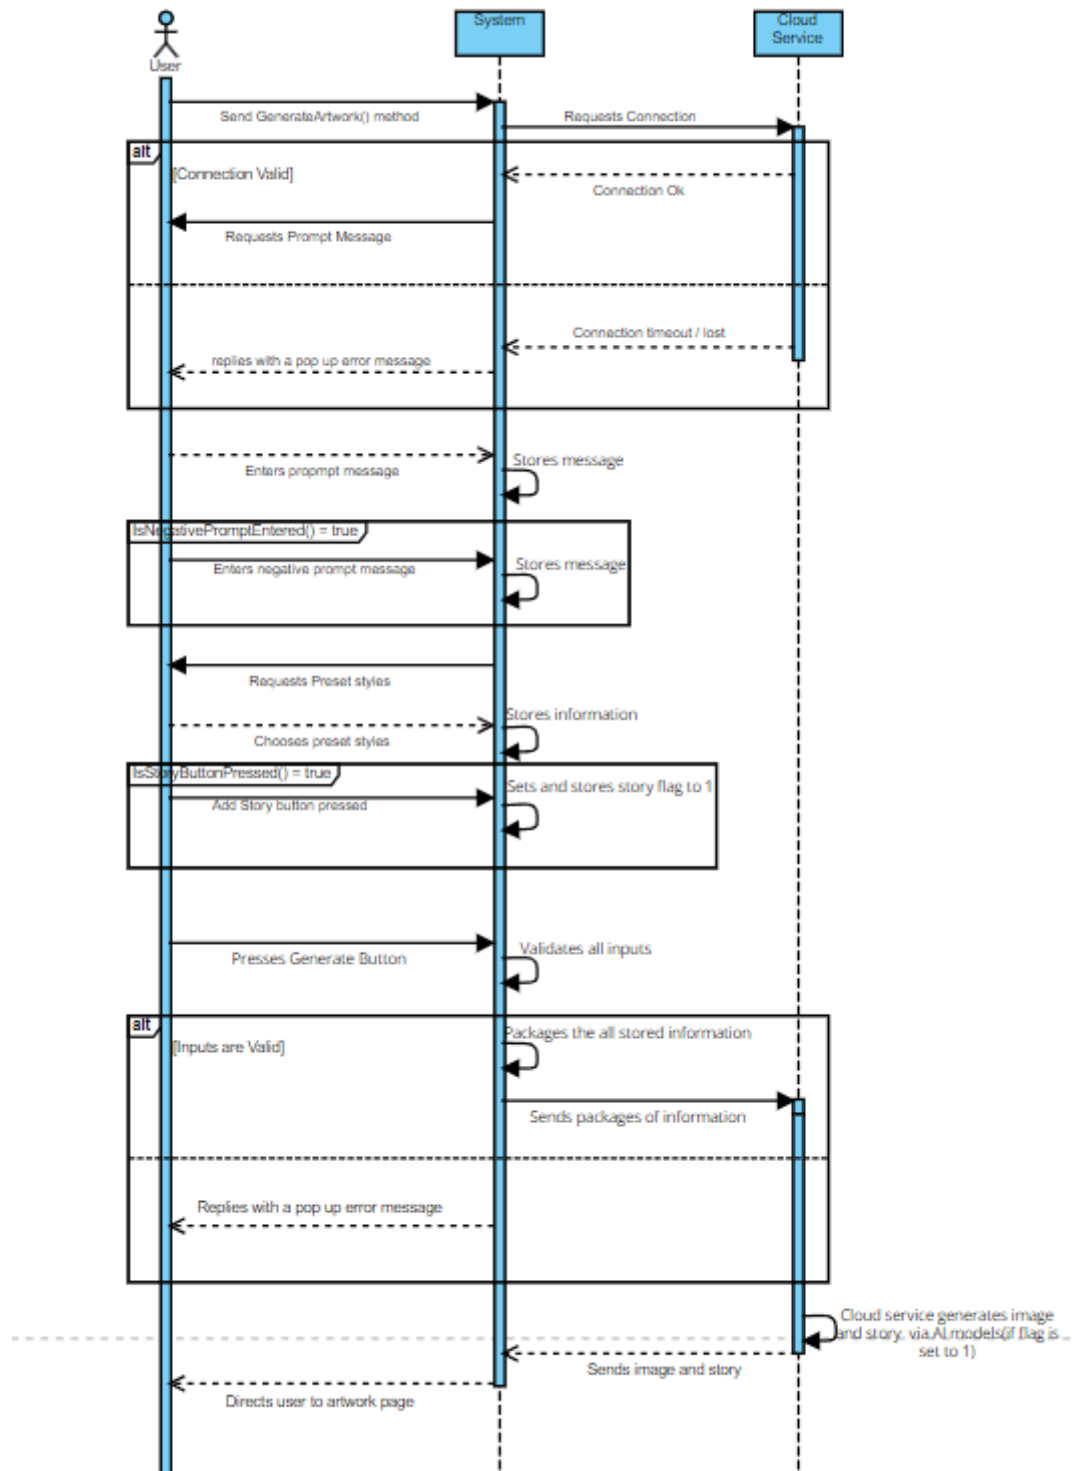 User
System
Cloud
Service
Send GenerateArtwork() method
Requests Connection
alt
[Connection Valid]
Connection Ok
Requests Prompt Message
Connection timeout / lost
replies with a pop up error message
Enters propmpt message
Stores message
IsNegativePromptEntered() = true
Enters negative prompt message
Stores message
Requests Preset styles
Stores information
Chooses preset styles
IsStoryButtonPressed() = true
Add Story button pressed
Sets and stores story flag to 1
Presses Generate Button
Validates all inputs
alt
[Inputs are Valid]
Packages the all stored information
Sends packages of information
Replies with a pop up error message
Cloud service generates image
and story, via AI models(if flag is
set to 1)
Sends image and story
Directs user to artwork page